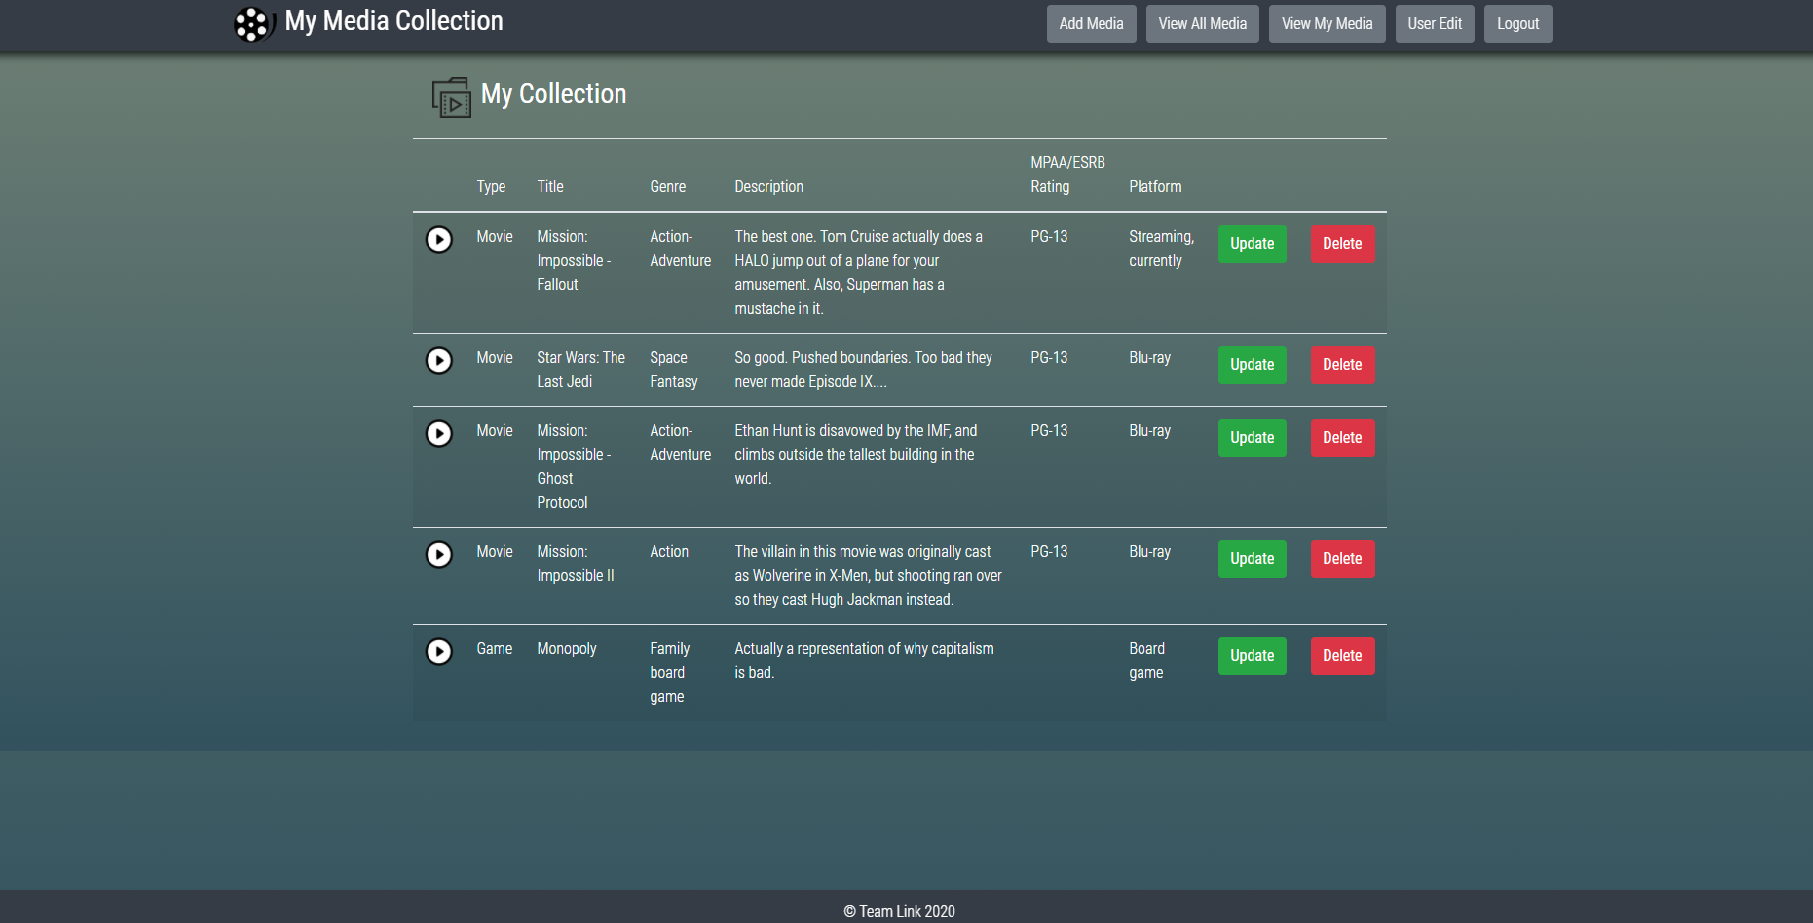 My Media Collection
Add Media View All Media View My Media User Edit Logout
My Collection
MPAA/ESRB
Type Title Genre Description Rating Platform
Movie Mission: Action- The best one. Tom Cruise actually does a PG-13 Streaming, Update Delete
Impossible - Adventure HALO jump out of a plane for your currently
Fallout amusement. Also, Superman has a
mustache in it.
Movie Star Wars: The Space So good. Pushed boundaries. Too bad they PG-13 Blu-ray Update Delete
Last Jedi Fantasy never made Episode IX....
Movie Mission: Action- Ethan Hunt is disavowed by the IMF, and PG-13 Blu-ray Update Delete
Impossible - Adventure climbs outside the tallest building in the
Ghost world.
Protocol
Movie Mission: Action The villain in this movie was originally cast PG-13 Blu-ray Update Delete
Impossible II as Wolverine in X-Men, but shooting ran over
so they cast Hugh Jackman instead.
Game Monopoly Family Actually a representation of why capitalism Board Update Delete
board is bad. game
game
© Team Link 2020